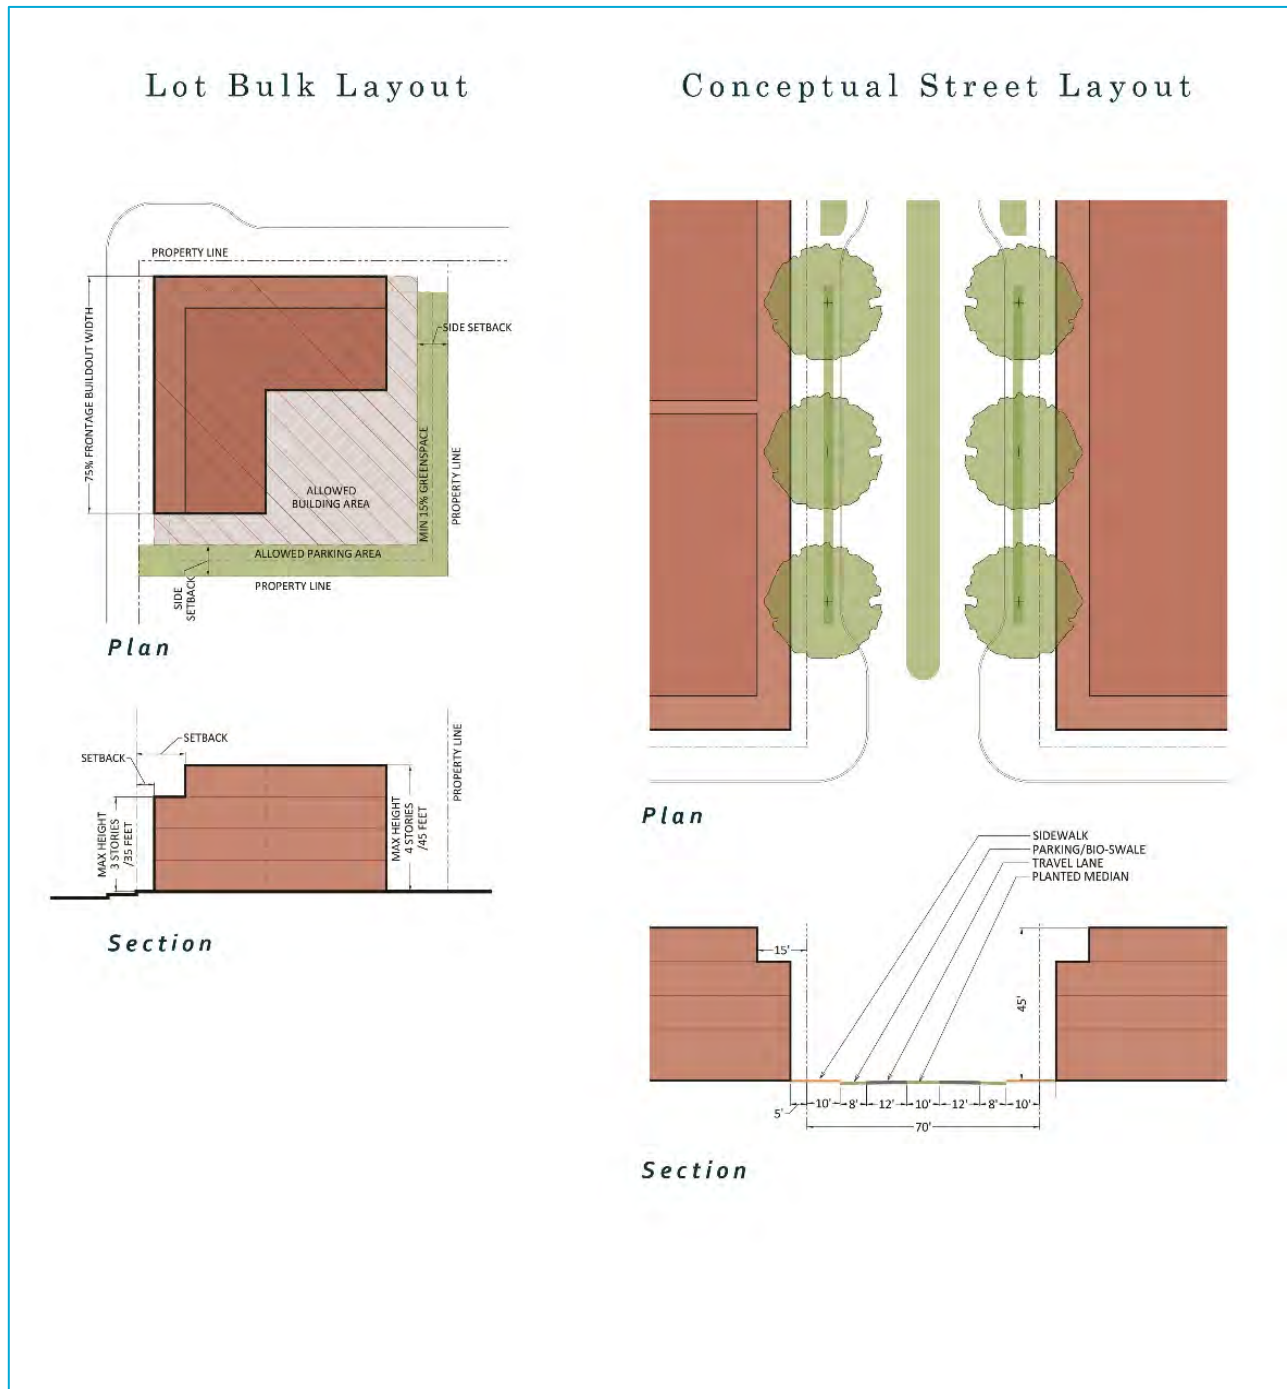 Lot Bulk Layout
PROPERTY LINE
75% FRONTAGE BUILDOUT WIDTH
SIDE SETBACK
MIN 15% GREENSPACE
PROPERTY LINE
ALLOWED
BUILDING AREA
ALLOWED PARKING AREA
SIDE
SETBACK
PROPERTY LINE
Plan
SETBACK
SETBACK
MAX HEIGHT
3 STORIES
/35 FEET
MAX HEIGHT
4 STORIES
/45 FEET
PROPERTY LINE
Section
Conceptual Street Layout
Plan
SIDEWALK
PARKING/BIO-SWALE
TRAVEL LANE
PLANTED MEDIAN
15'
45'
5'
10'
8'
12'
10'
12'
8'
10'
70'
Section